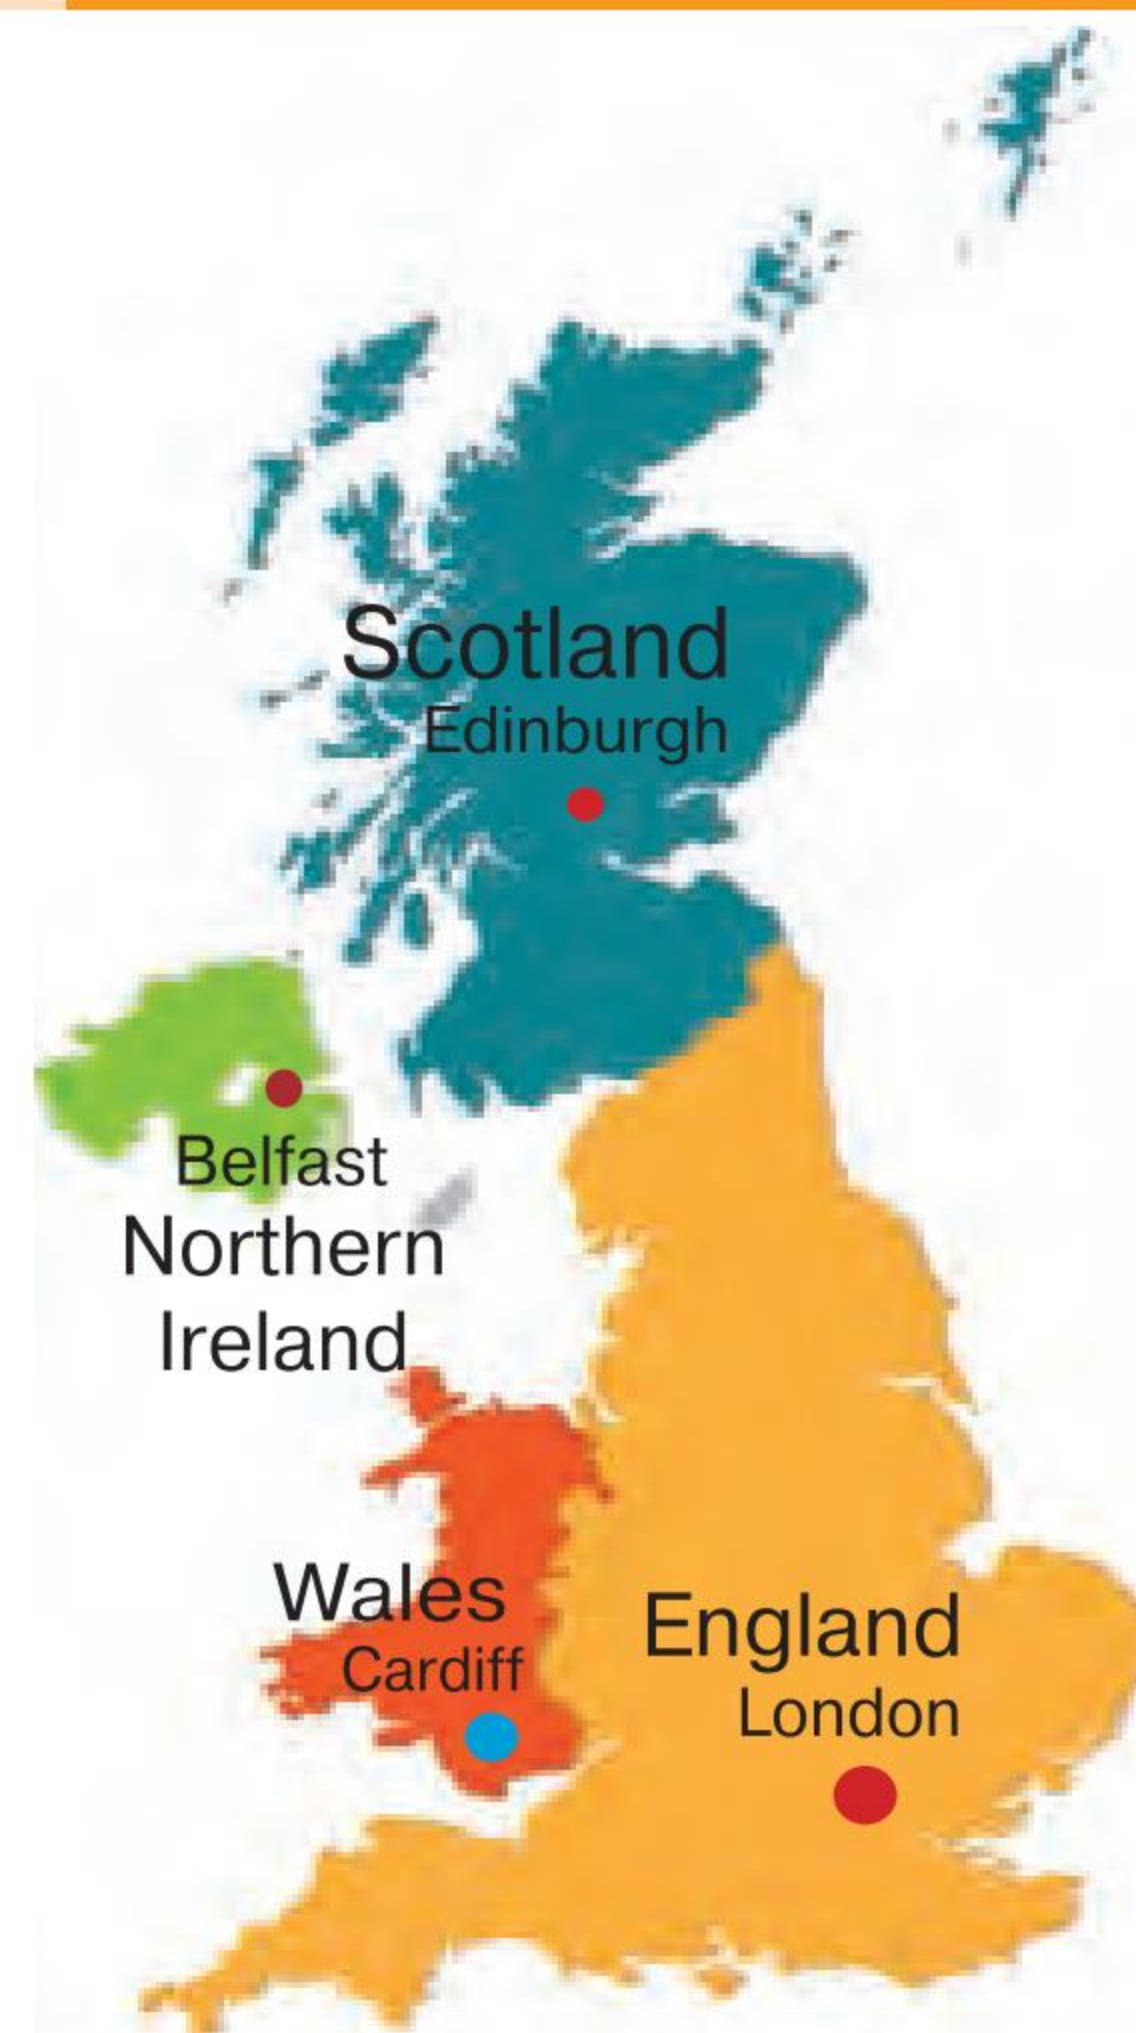 Scotland
Edinburgh
Belfast
Northern
Ireland
Wales
Cardiff
England
London